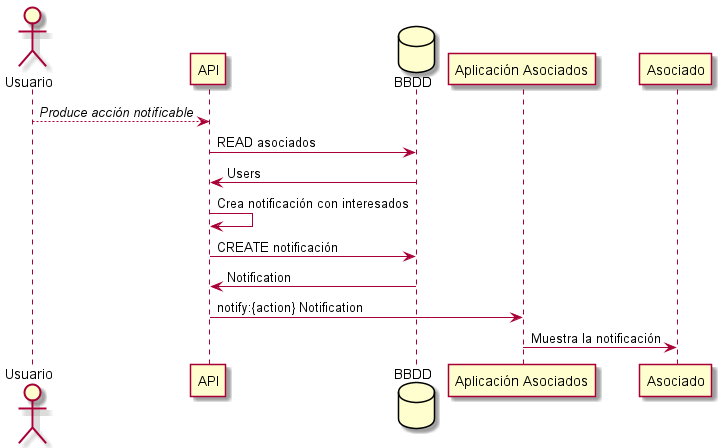 Usuario
API
BBDD
Aplicación Asociados
Asociado
Produce acción notificable
READ asociados
Users
Crea notificación con interesados
CREATE notificación
Notification
notify:{action} Notification
Muestra la notificación
Usuario
API
BBDD
Aplicación Asociados
Asociado